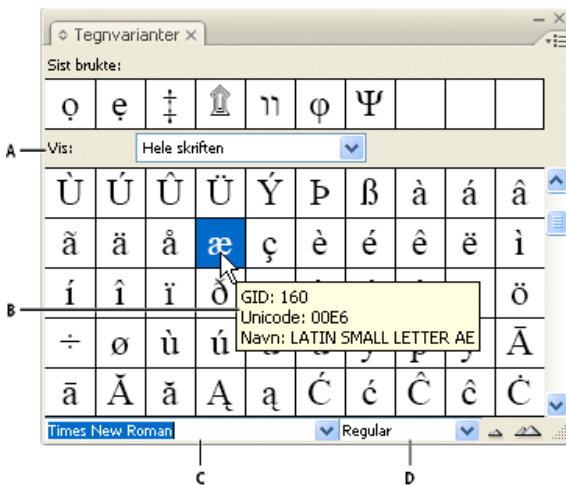 Tegnvarianter
Sist brukte:
ọ ẹ ‡ ⇮ װ φ Ψ
A Vis: Hele skriften
Ù Ú Û Ü Ý Þ ß à á â
ã ä å æ ç è é ê ë ì
í î ï ð ö
B GID: 160
Unicode: 00E6
Navn: LATIN SMALL LETTER AE
÷ ø ù ú Ā
ā Ă ă Ą ą Ć ć Ĉ ĉ Ċ
Times New Roman Regular
C D